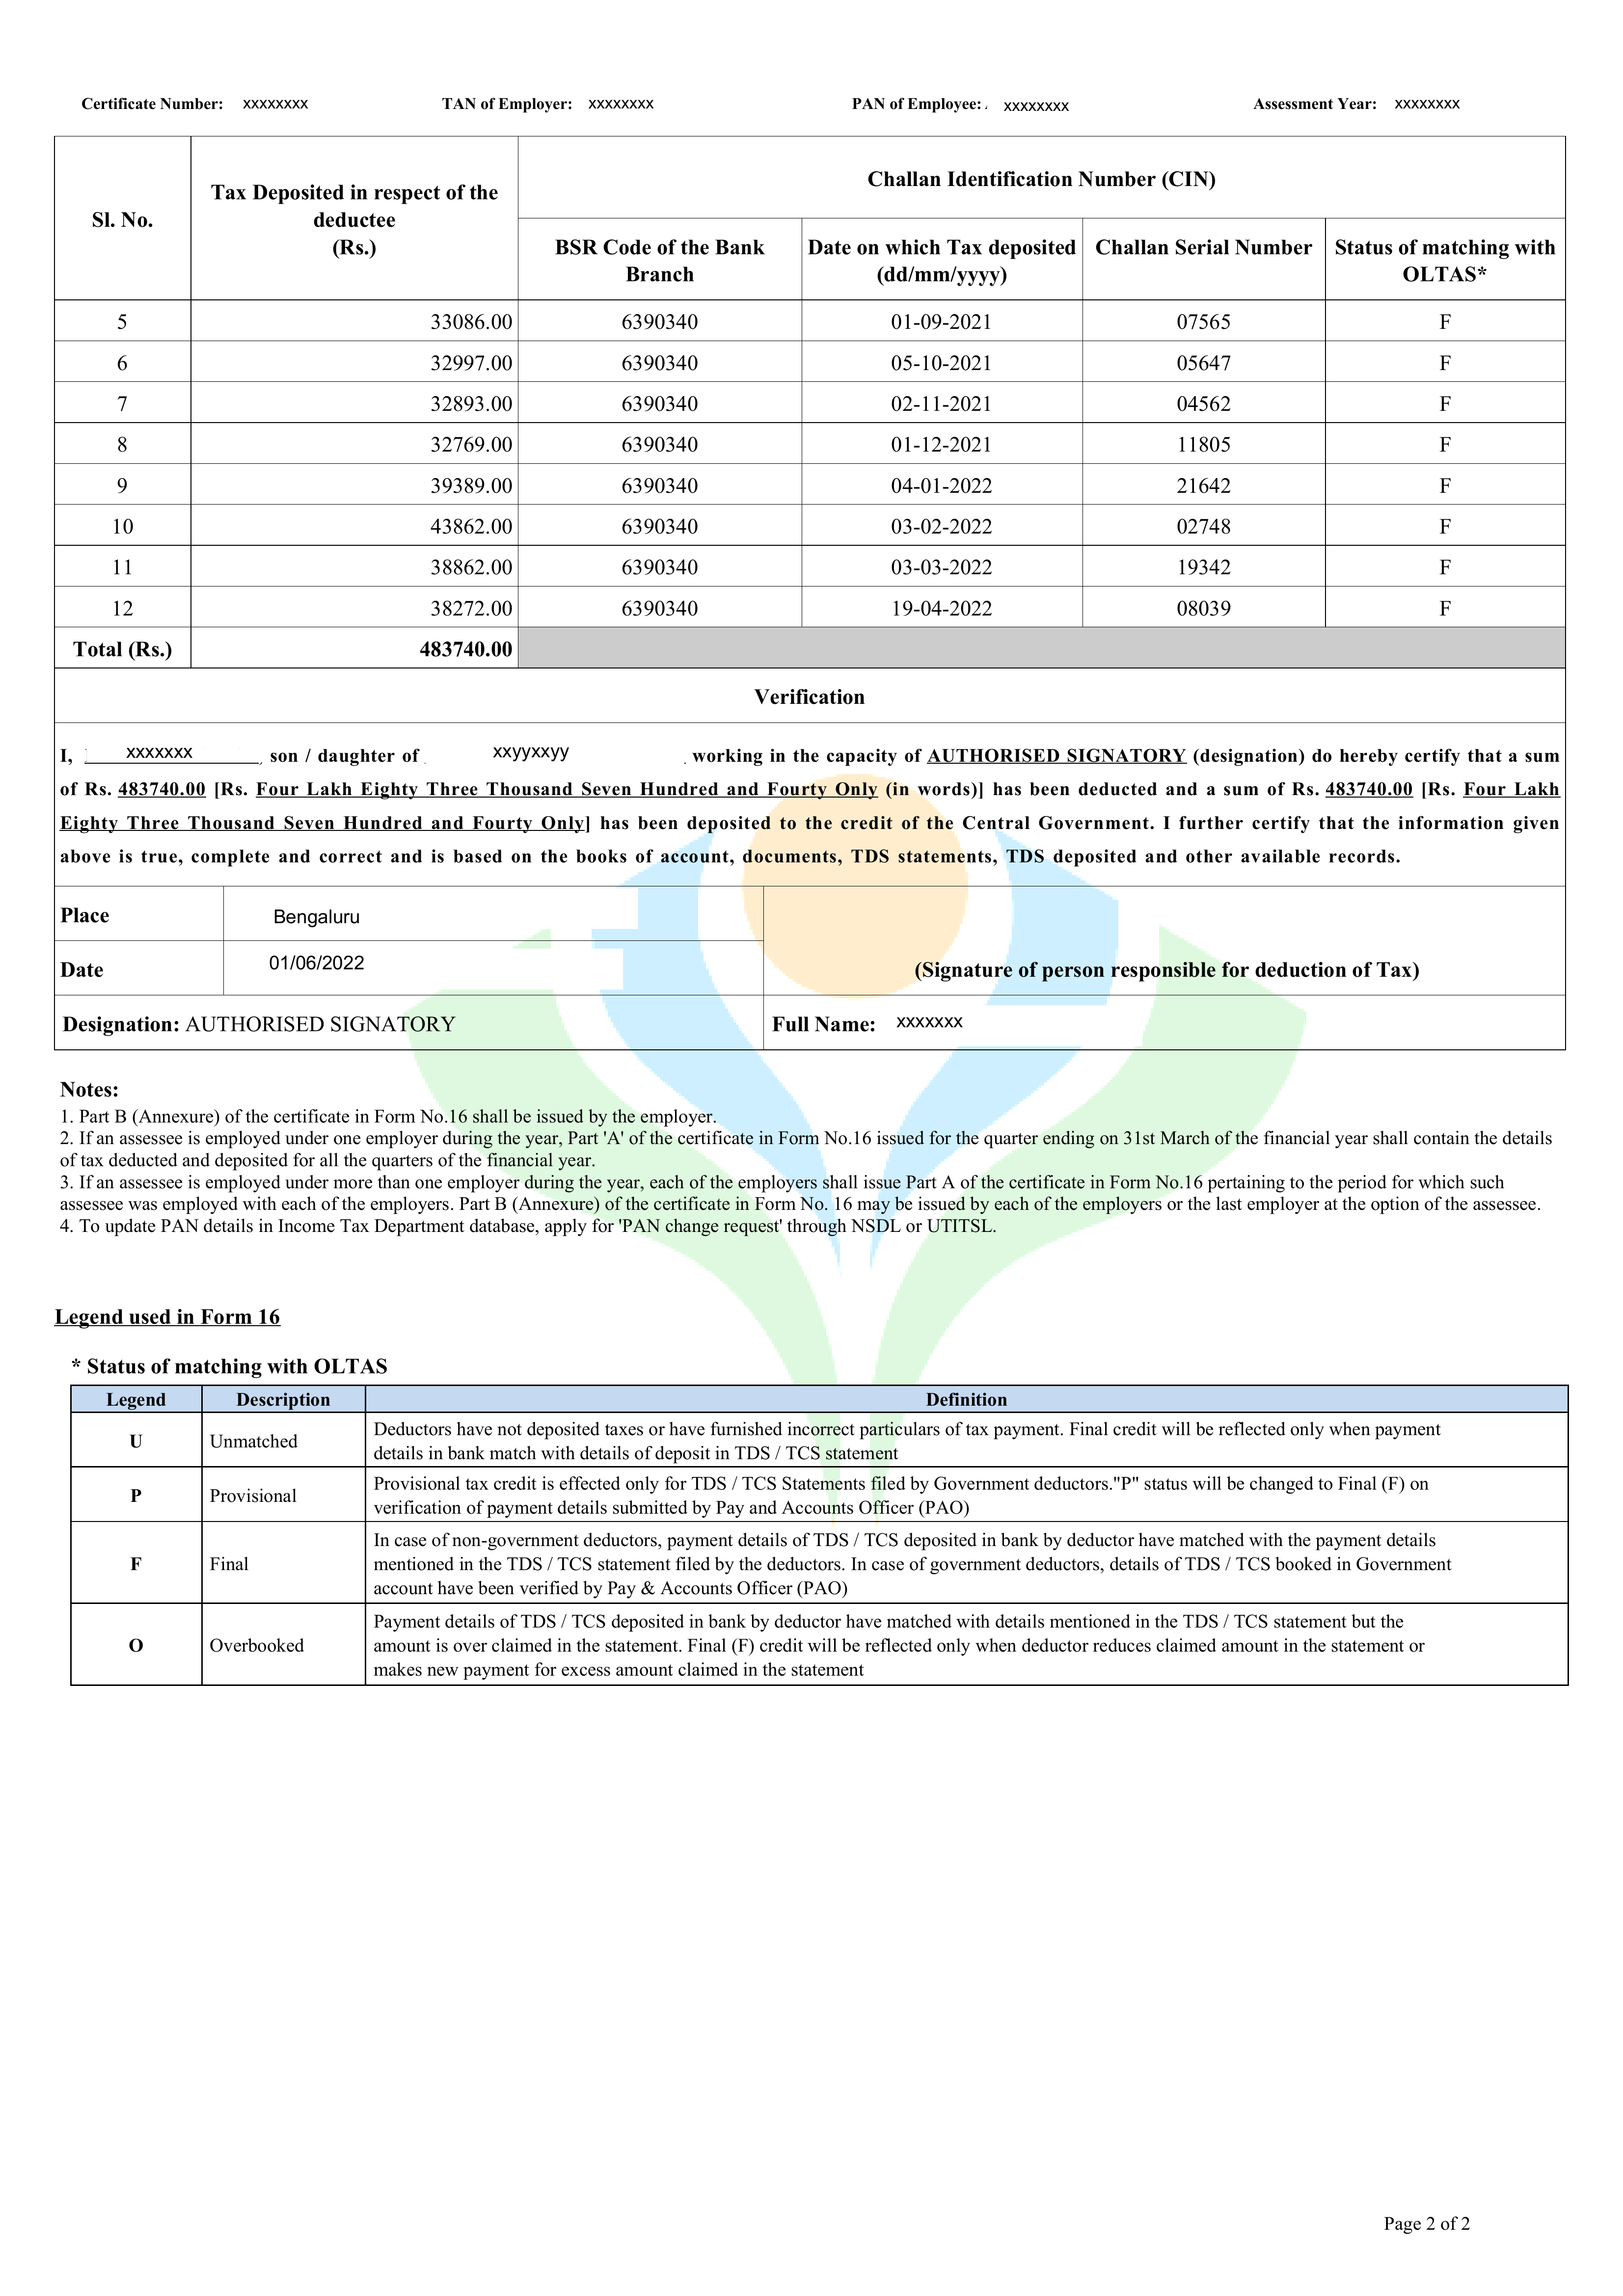 Certificate Number: xxxxxxxx TAN of Employer: xxxxxxxx PAN of Employee: xxxxxxxx Assessment Year: xxxxxxxx
Sl. No.
Tax Deposited in respect of the
deductee
(Rs.)
Challan Identification Number (CIN)
BSR Code of the Bank
Branch
Date on which Tax deposited
(dd/mm/yyyy)
Challan Serial Number
Status of matching with
OLTAS*
5 33086.00 6390340 01-09-2021 07565 F
6 32997.00 6390340 05-10-2021 05647 F
7 32893.00 6390340 02-11-2021 04562 F
8 32769.00 6390340 01-12-2021 11805 F
9 39389.00 6390340 04-01-2022 21642 F
10 43862.00 6390340 03-02-2022 02748 F
11 38862.00 6390340 03-03-2022 19342 F
12 38272.00 6390340 19-04-2022 08039 F
Total (Rs.) 483740.00
Verification
I, xxxxxxx, son / daughter of xxyyxxyy working in the capacity of AUTHORISED SIGNATORY (designation) do hereby certify that a sum
of Rs. 483740.00 [Rs. Four Lakh Eighty Three Thousand Seven Hundred and Fourty Only (in words)] has been deducted and a sum of Rs. 483740.00 [Rs. Four Lakh
Eighty Three Thousand Seven Hundred and Fourty Only] has been deposited to the credit of the Central Government. I further certify that the information given
above is true, complete and correct and is based on the books of account, documents, TDS statements, TDS deposited and other available records.
Place Bengaluru
Date 01/06/2022 (Signature of person responsible for deduction of Tax)
Designation: AUTHORISED SIGNATORY Full Name: xxxxxxx
Notes:
1. Part B (Annexure) of the certificate in Form No.16 shall be issued by the employer.
2. If an assessee is employed under one employer during the year, Part 'A' of the certificate in Form No.16 issued for the quarter ending on 31st March of the financial year shall contain the details
of tax deducted and deposited for all the quarters of the financial year.
3. If an assessee is employed under more than one employer during the year, each of the employers shall issue Part A of the certificate in Form No.16 pertaining to the period for which such
assessee was employed with each of the employers. Part B (Annexure) of the certificate in Form No. 16 may be issued by each of the employers or the last employer at the option of the assessee.
4. To update PAN details in Income Tax Department database, apply for 'PAN change request' through NSDL or UTITSL.
Legend used in Form 16
* Status of matching with OLTAS
Legend Description Definition
U Unmatched
Deductors have not deposited taxes or have furnished incorrect particulars of tax payment. Final credit will be reflected only when payment
details in bank match with details of deposit in TDS / TCS statement
P Provisional
Provisional tax credit is effected only for TDS / TCS Statements filed by Government deductors."P" status will be changed to Final (F) on
verification of payment details submitted by Pay and Accounts Officer (PAO)
F Final
In case of non-government deductors, payment details of TDS / TCS deposited in bank by deductor have matched with the payment details
mentioned in the TDS / TCS statement filed by the deductors. In case of government deductors, details of TDS / TCS booked in Government
account have been verified by Pay & Accounts Officer (PAO)
O Overbooked
Payment details of TDS / TCS deposited in bank by deductor have matched with details mentioned in the TDS / TCS statement but the
amount is over claimed in the statement. Final (F) credit will be reflected only when deductor reduces claimed amount in the statement or
makes new payment for excess amount claimed in the statement
Page 2 of 2